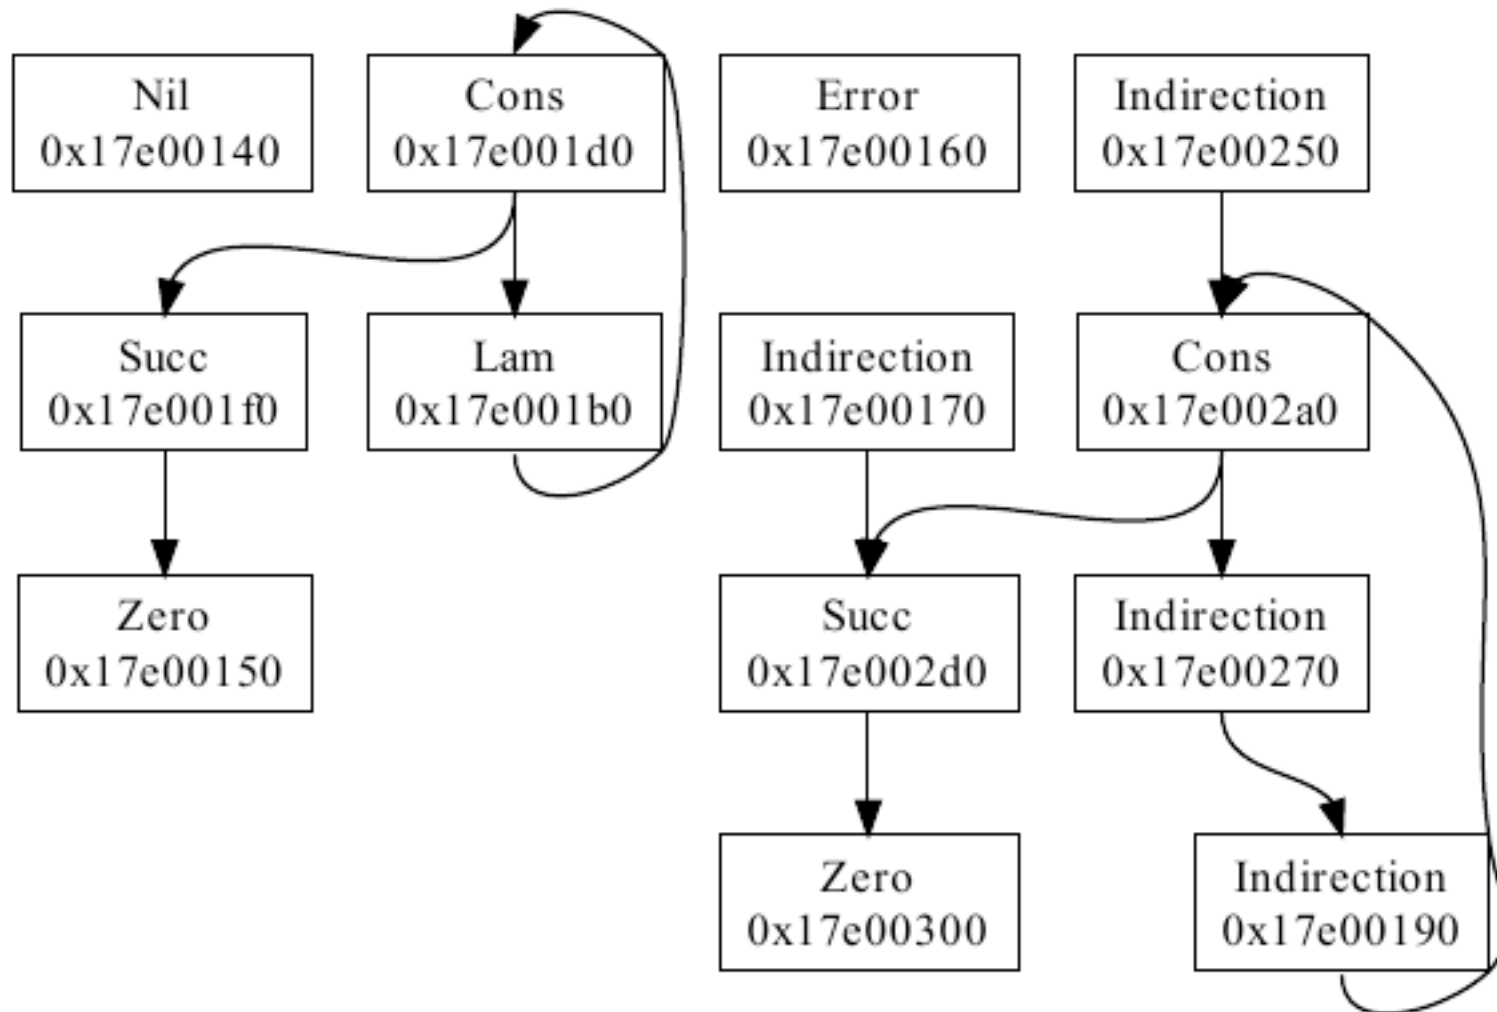 Nil
0x17e00140
Cons
0x17e001d0
Error
0x17e00160
Indirection
0x17e00250
Succ
0x17e001f0
Lam
0x17e001b0
Indirection
0x17e00170
Cons
0x17e002a0
Zero
0x17e00150
Succ
0x17e002d0
Indirection
0x17e00270
Zero
0x17e00300
Indirection
0x17e00190